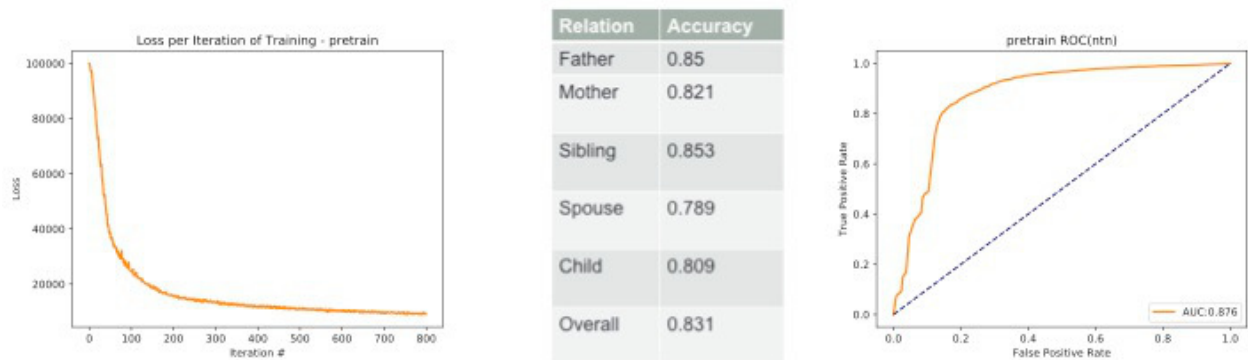 Loss per Iteration of Training - pretrain
Loss
100000
80000
60000
40000
20000
0 100 200 300 400 500 600 700 800
Iteration #
Relation Accuracy
Father 0.85
Mother 0.821
Sibling 0.853
Spouse 0.789
Child 0.809
Overall 0.831
pretrain ROC(ntn)
True Positive Rate
1.0
0.8
0.6
0.4
0.2
0.0
AUC:0.876
0.0 0.2 0.4 0.6 0.8 1.0
False Positive Rate